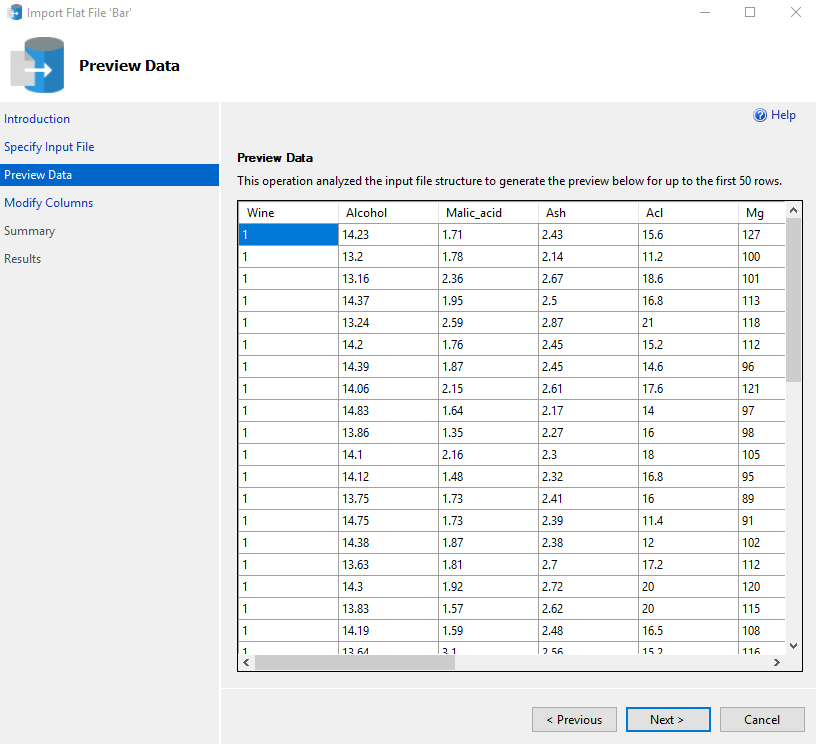 Import Flat File 'Bar'
Preview Data
Introduction
Specify Input File
Preview Data
Modify Columns
Summary
Results
Help
Preview Data
This operation analyzed the input file structure to generate the preview below for up to the first 50 rows.
Wine Alcohol Malic_acid Ash Acl Mg
1 14.23 1.71 2.43 15.6 127
1 13.2 1.78 2.14 11.2 100
1 13.16 2.36 2.67 18.6 101
1 14.37 1.95 2.5 16.8 113
1 13.24 2.59 2.87 21 118
1 14.2 1.76 2.45 15.2 112
1 14.39 1.87 2.45 14.6 96
1 14.06 2.15 2.61 17.6 121
1 14.83 1.64 2.17 14 97
1 13.86 1.35 2.27 16 98
1 14.1 2.16 2.3 18 105
1 14.12 1.48 2.32 16.8 95
1 13.75 1.73 2.41 16 89
1 14.75 1.73 2.39 11.4 91
1 14.38 1.87 2.38 12 102
1 13.63 1.81 2.7 17.2 112
1 14.3 1.92 2.72 20 120
1 13.83 1.57 2.62 20 115
1 14.19 1.59 2.48 16.5 108
1 13.64 3.1 2.56 15.2 116
< Previous Next > Cancel